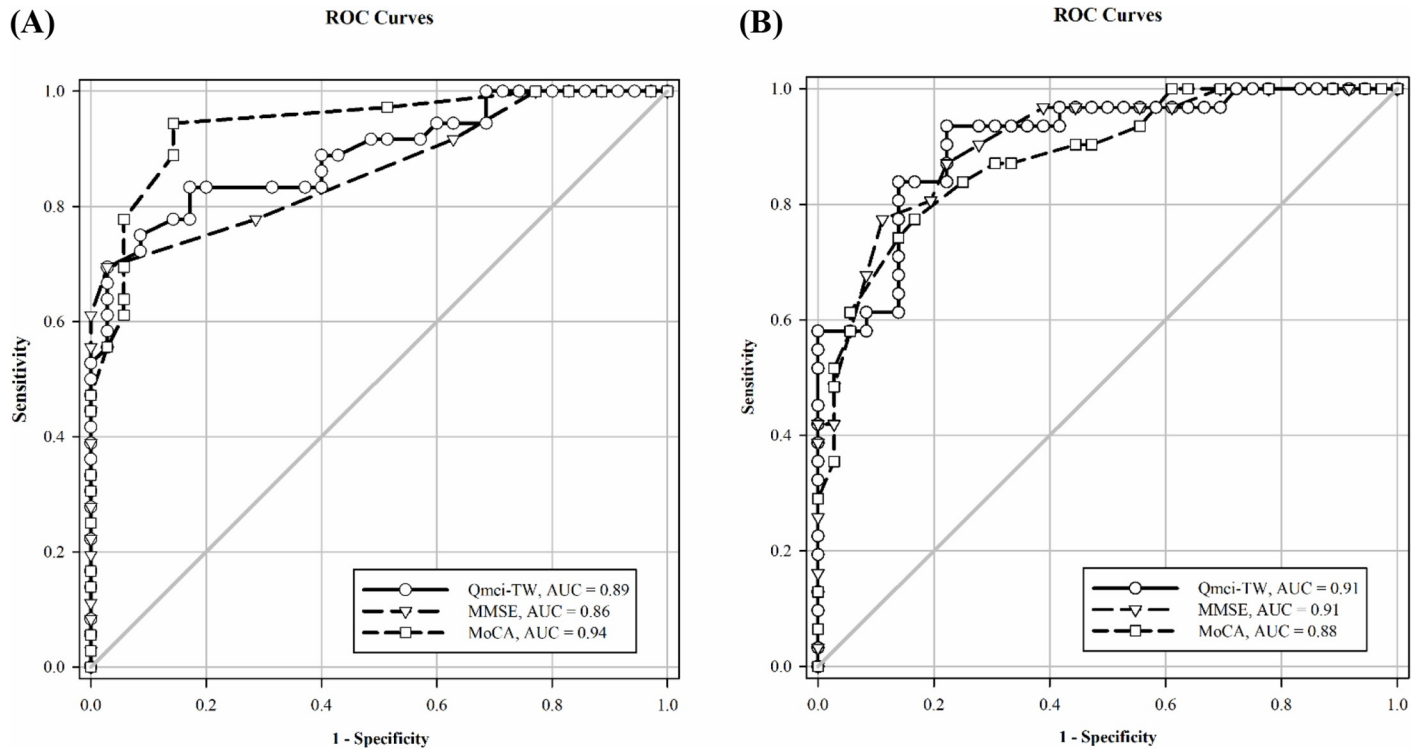 (A)
ROC Curves
Sensitivity
1.0
0.8
0.6
0.4
0.2
0.0
Qmci-TW, AUC = 0.89
MMSE, AUC = 0.86
MoCA, AUC = 0.94
0.0 0.2 0.4 0.6 0.8 1.0
1 - Specificity
(B)
ROC Curves
Sensitivity
1.0
0.8
0.6
0.4
0.2
0.0
Qmci-TW, AUC = 0.91
MMSE, AUC = 0.91
MoCA, AUC = 0.88
0.0 0.2 0.4 0.6 0.8 1.0
1 - Specificity